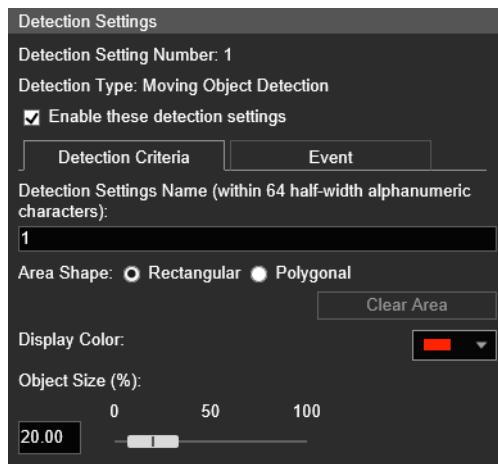 Detection Settings
Detection Setting Number: 1
Detection Type: Moving Object Detection
Enable these detection settings
Detection Criteria Event
Detection Settings Name (within 64 half-width alphanumeric
characters):
1
Area Shape: Rectangular Polygonal
Clear Area
Display Color:
Object Size (%):
0 50 100
20.00